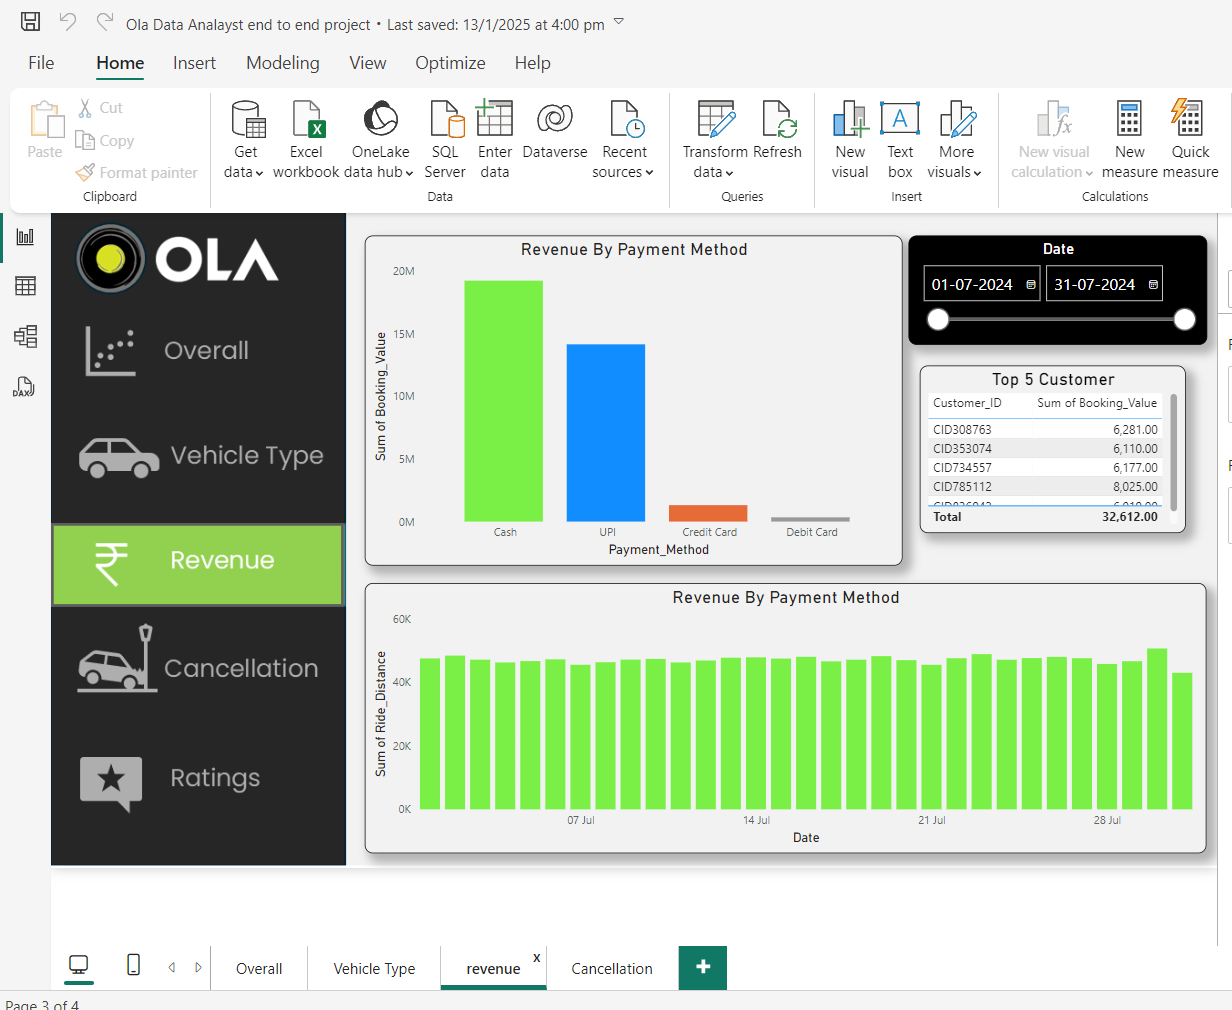 Ola Data Analayst end to end project • Last saved: 13/1/2025 at 4:00 pm
File Home Insert Modeling View Optimize Help
Paste
Cut
Copy
Format painter
Clipboard
Get data
Excel workbook
OneLake data hub
SQL Server
Enter data
Dataverse
Recent sources
Data
Transform data
Refresh
Queries
New visual
Text box
More visuals
Insert
New visual calculation
New measure
Quick measure
Calculations
DAX
OLA
Overall
Vehicle Type
Revenue
Cancellation
Ratings
Revenue By Payment Method
Sum of Booking_Value
20M
15M
10M
5M
0M
Cash UPI Credit Card Debit Card
Payment_Method
Date
01-07-2024 31-07-2024
Top 5 Customer
Customer_ID Sum of Booking_Value
CID308763 6,281.00
CID353074 6,110.00
CID734557 6,177.00
CID785112 8,025.00
Total 32,612.00
Revenue By Payment Method
Sum of Ride_Distance
60K
40K
20K
0K
07 Jul 14 Jul 21 Jul 28 Jul
Date
Overall Vehicle Type revenue x Cancellation +
Page 3 of 4